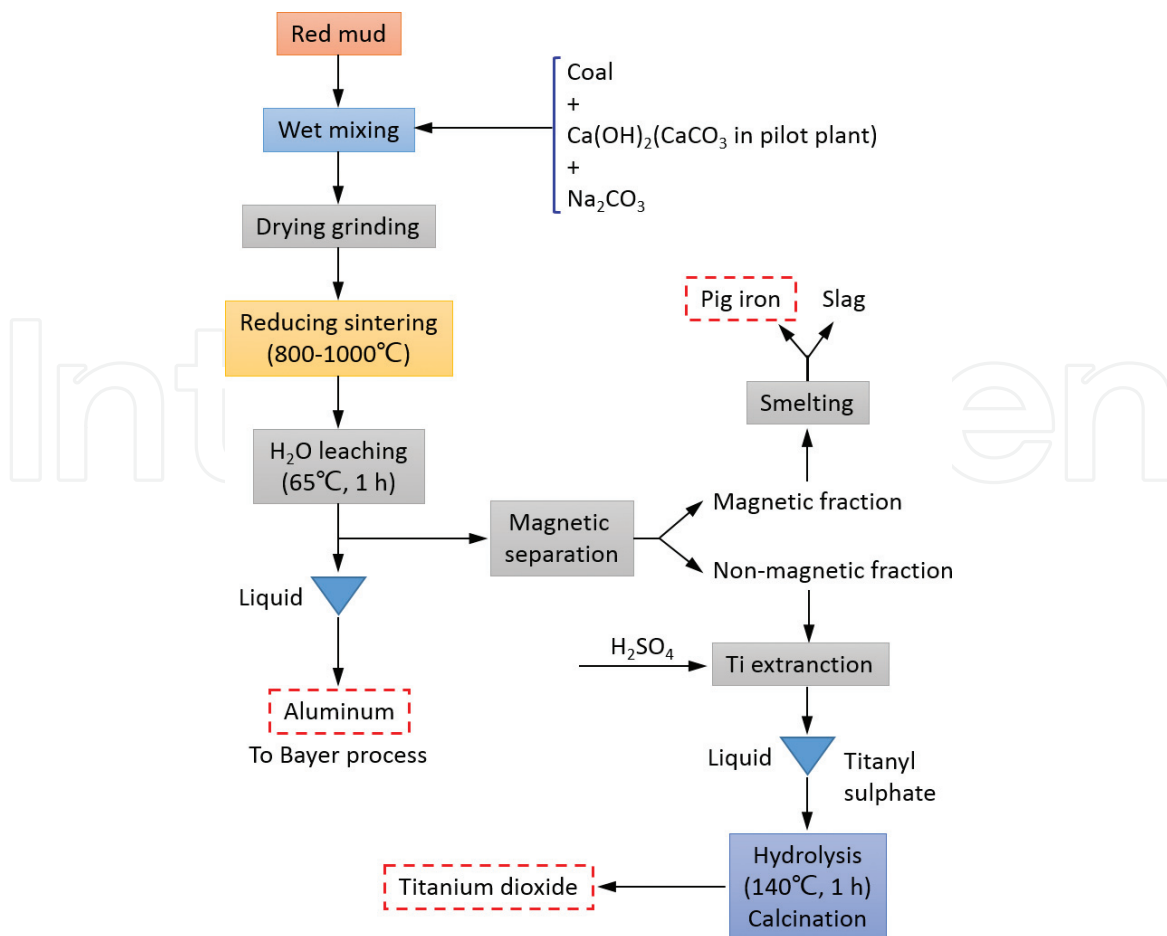 Red mud
Wet mixing
Coal
+
Ca(OH)₂(CaCO₃ in pilot plant)
+
Na₂CO₃
Drying grinding
Reducing sintering
(800-1000℃)
H₂O leaching
(65℃, 1 h)
Liquid
Aluminum
To Bayer process
Magnetic
separation
Magnetic fraction
Smelting
Pig iron
Slag
Non-magnetic fraction
H₂SO₄
Ti extranction
Liquid
Titanyl
sulphate
Hydrolysis
(140℃, 1 h)
Calcination
Titanium dioxide